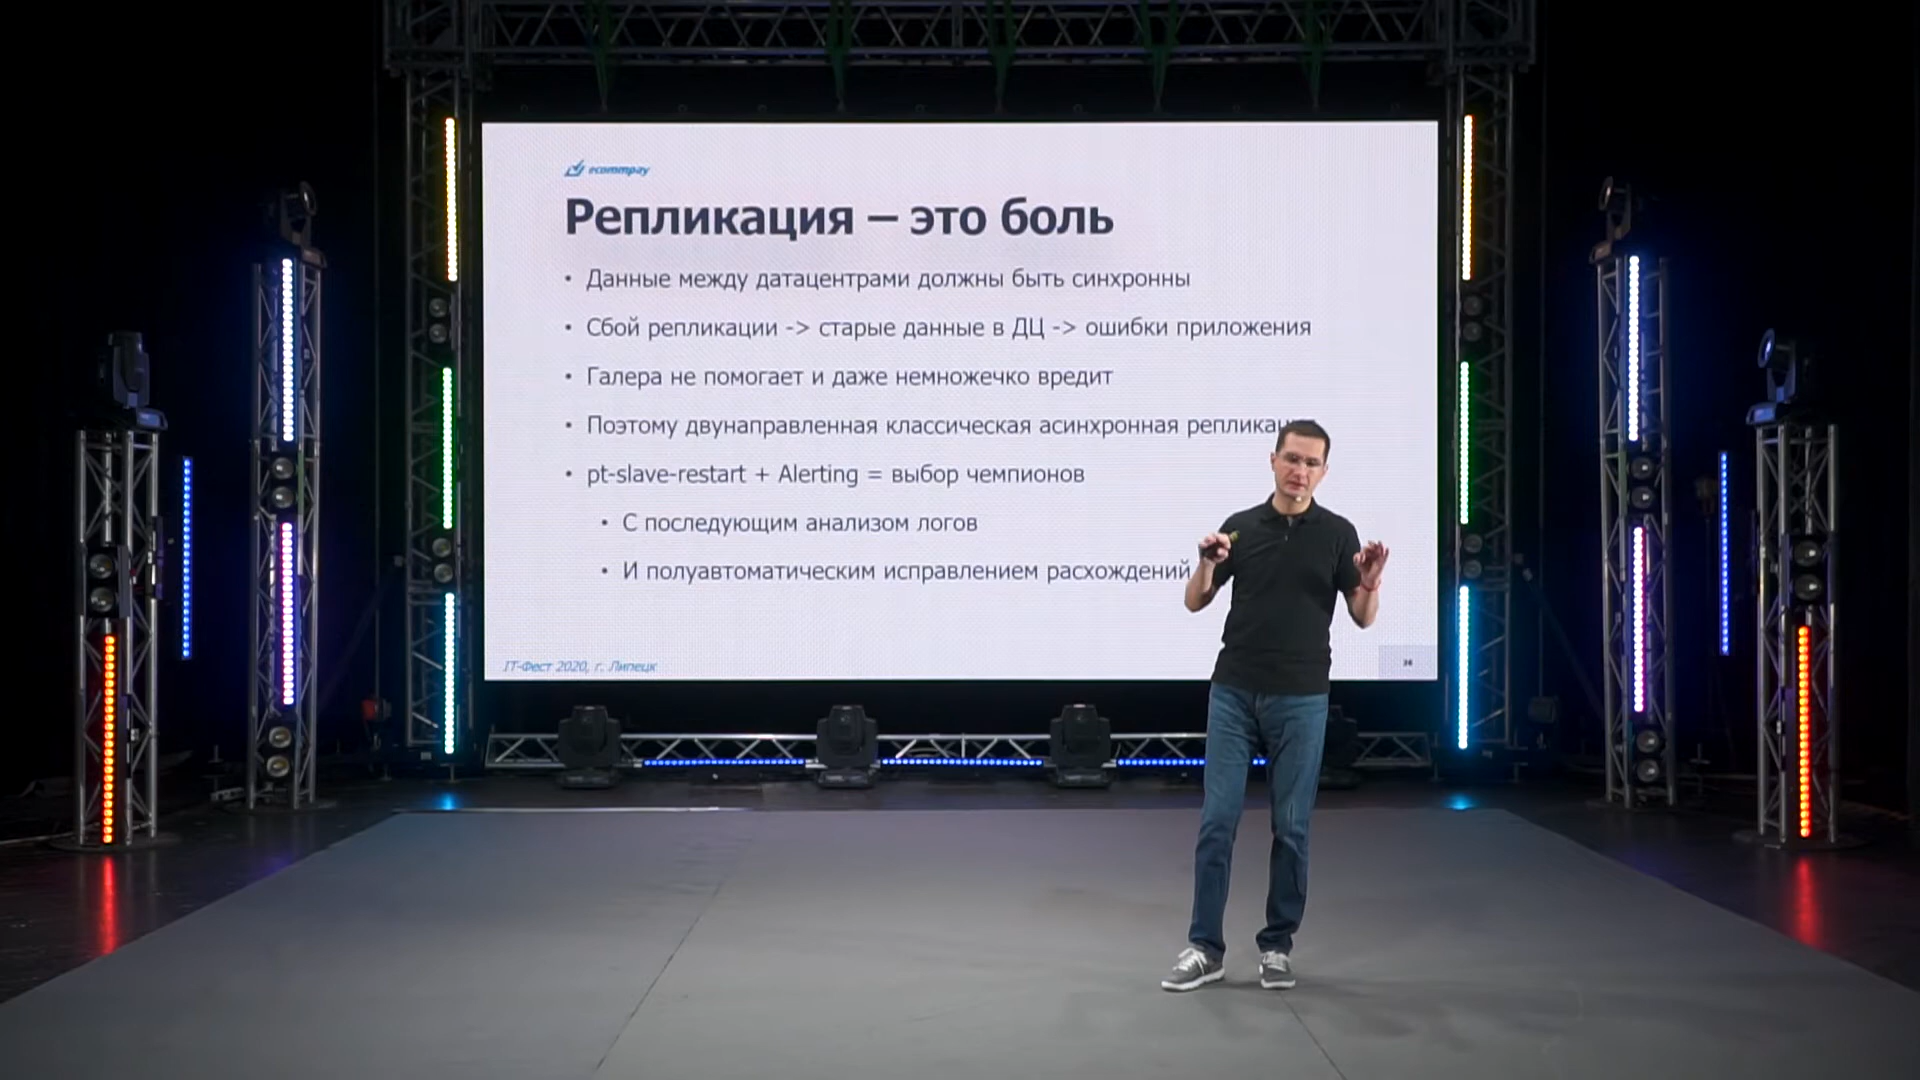 ecommpay
Репликация – это боль
• Данные между датацентрами должны быть синхронны
• Сбой репликации -> старые данные в ДЦ -> ошибки приложения
• Галера не помогает и даже немножечко вредит
• Поэтому двунаправленная классическая асинхронная
• pt-slave-restart + Alerting = выбор чемпионов
• С последующим анализом логов
• И полуавтоматическим исправлением расхождений
IT-Фест 2020, г. Липецк